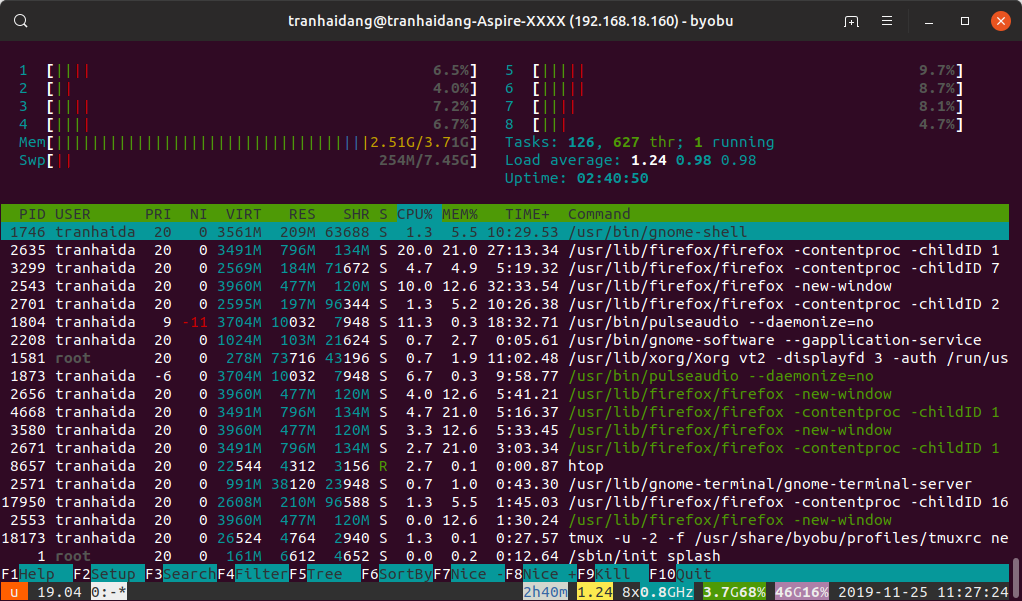 tranhaidang@tranhaidang-Aspire-XXXX (192.168.18.160) - byobu
1 [|||| 6.5%] 5 [||||| 9.7%]
2 [|| 4.0%] 6 [||||| 8.7%]
3 [|||| 7.2%] 7 [|||| 8.1%]
4 [|||| 6.7%] 8 [||| 4.7%]
Mem[|||||||||||||||||||||||||||||||||||2.51G/3.71G] Tasks: 126, 627 thr; 1 running
Swp[|| 254M/7.45G] Load average: 1.24 0.98 0.98
Uptime: 02:40:50
PID USER PRI NI VIRT RES SHR S CPU% MEM% TIME+ Command
1746 tranhaida 20 0 3561M 209M 63688 S 1.3 5.5 10:29.53 /usr/bin/gnome-shell
2635 tranhaida 20 0 3491M 796M 134M S 20.0 21.0 27:13.34 /usr/lib/firefox/firefox -contentproc -childID 1
3299 tranhaida 20 0 2569M 184M 71672 S 4.7 4.9 5:19.32 /usr/lib/firefox/firefox -contentproc -childID 7
2543 tranhaida 20 0 3960M 477M 120M S 10.0 12.6 32:33.54 /usr/lib/firefox/firefox -new-window
2701 tranhaida 20 0 2595M 197M 96344 S 1.3 5.2 10:26.38 /usr/lib/firefox/firefox -contentproc -childID 2
1804 tranhaida 9 -11 3704M 10032 7948 S 11.3 0.3 18:32.71 /usr/bin/pulseaudio --daemonize=no
2208 tranhaida 20 0 1024M 103M 21624 S 0.7 2.7 0:05.61 /usr/bin/gnome-software --gapplication-service
1581 root 20 0 278M 73716 43196 S 0.7 1.9 11:02.48 /usr/lib/xorg/Xorg vt2 -displayfd 3 -auth /run/us
1873 tranhaida -6 0 3704M 10032 7948 S 6.7 0.3 9:58.77 /usr/bin/pulseaudio --daemonize=no
2656 tranhaida 20 0 3960M 477M 120M S 4.0 12.6 5:41.21 /usr/lib/firefox/firefox -new-window
4668 tranhaida 20 0 3491M 796M 134M S 4.7 21.0 5:16.37 /usr/lib/firefox/firefox -contentproc -childID 1
3580 tranhaida 20 0 3960M 477M 120M S 3.3 12.6 5:33.45 /usr/lib/firefox/firefox -new-window
2671 tranhaida 20 0 3491M 796M 134M S 2.7 21.0 3:03.34 /usr/lib/firefox/firefox -contentproc -childID 1
8657 tranhaida 20 0 22544 4312 3156 R 2.7 0.1 0:00.87 htop
2571 tranhaida 20 0 991M 38120 23948 S 0.7 1.0 0:43.30 /usr/lib/gnome-terminal/gnome-terminal-server
17950 tranhaida 20 0 2608M 210M 96588 S 1.3 5.5 1:45.03 /usr/lib/firefox/firefox -contentproc -childID 16
2553 tranhaida 20 0 3960M 477M 120M S 0.0 12.6 1:30.24 /usr/lib/firefox/firefox -new-window
18173 tranhaida 20 0 26524 4764 2940 S 1.3 0.1 0:27.57 tmux -u -2 -f /usr/share/byobu/profiles/tmuxrc ne
1 root 20 0 161M 6612 4652 S 0.0 0.2 0:12.64 /sbin/init splash
F1Help F2Setup F3SearchF4FilterF5Tree F6SortByF7Nice -F8Nice +F9Kill F10Quit
u 19.04 0:-* 2h40m 1.24 8x0.8GHz 3.7G68% 46G16% 2019-11-25 11:27:24